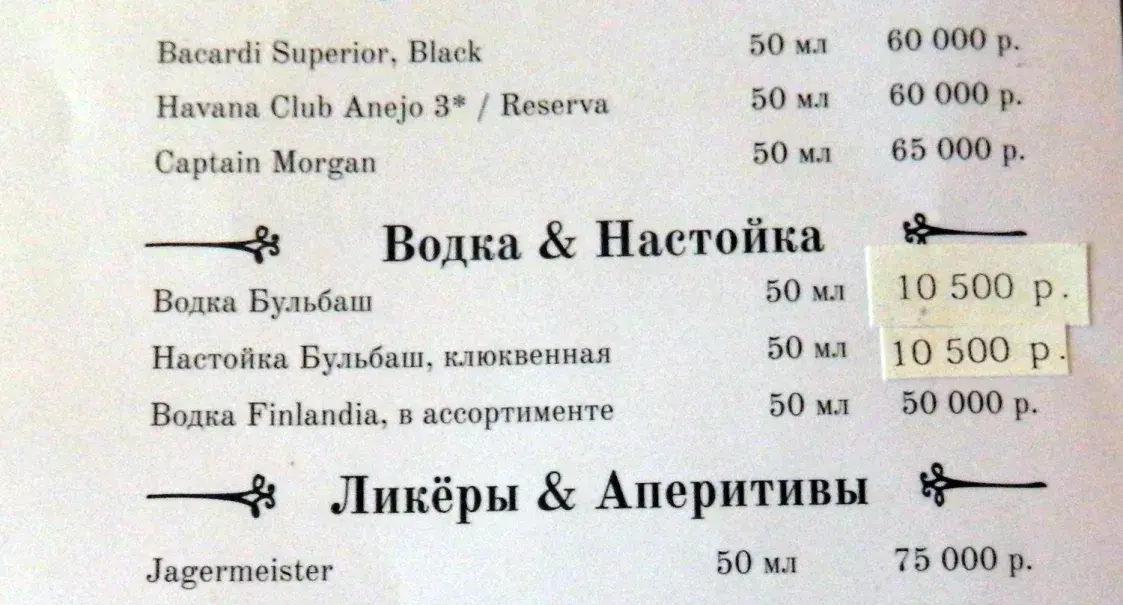 Bacardi Superior, Black 50 мл 60 000 р.
Havana Club Anejo 3* / Reserva 50 мл 60 000 р.
Captain Morgan 50 мл 65 000 р.
Водка & Настойка
Водка Бульбаш 50 мл 10 500 р.
Настойка Бульбаш, клюквенная 50 мл 10 500 р.
Водка Finlandia, в ассортименте 50 мл 50 000 р.
Ликёры & Аперитивы
Jagermeister 50 мл 75 000 р.